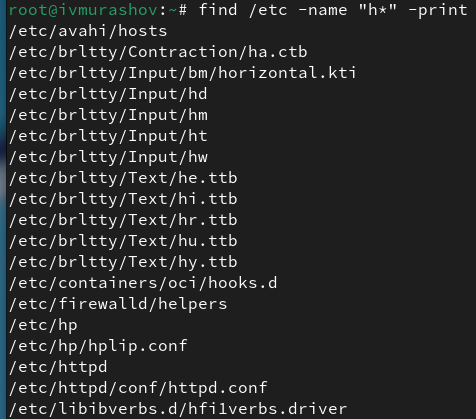 root@ivmurashov:~# find /etc -name "h*" -print
/etc/avahi/hosts
/etc/brltty/Contraction/ha.ctb
/etc/brltty/Input/bm/horizontal.kti
/etc/brltty/Input/hd
/etc/brltty/Input/hm
/etc/brltty/Input/ht
/etc/brltty/Input/hw
/etc/brltty/Text/he.ttb
/etc/brltty/Text/hi.ttb
/etc/brltty/Text/hr.ttb
/etc/brltty/Text/hu.ttb
/etc/brltty/Text/hy.ttb
/etc/containers/oci/hooks.d
/etc/firewalld/helpers
/etc/hp
/etc/hp/hplip.conf
/etc/httpd
/etc/httpd/conf/httpd.conf
/etc/libibverbs.d/hfi1verbs.driver